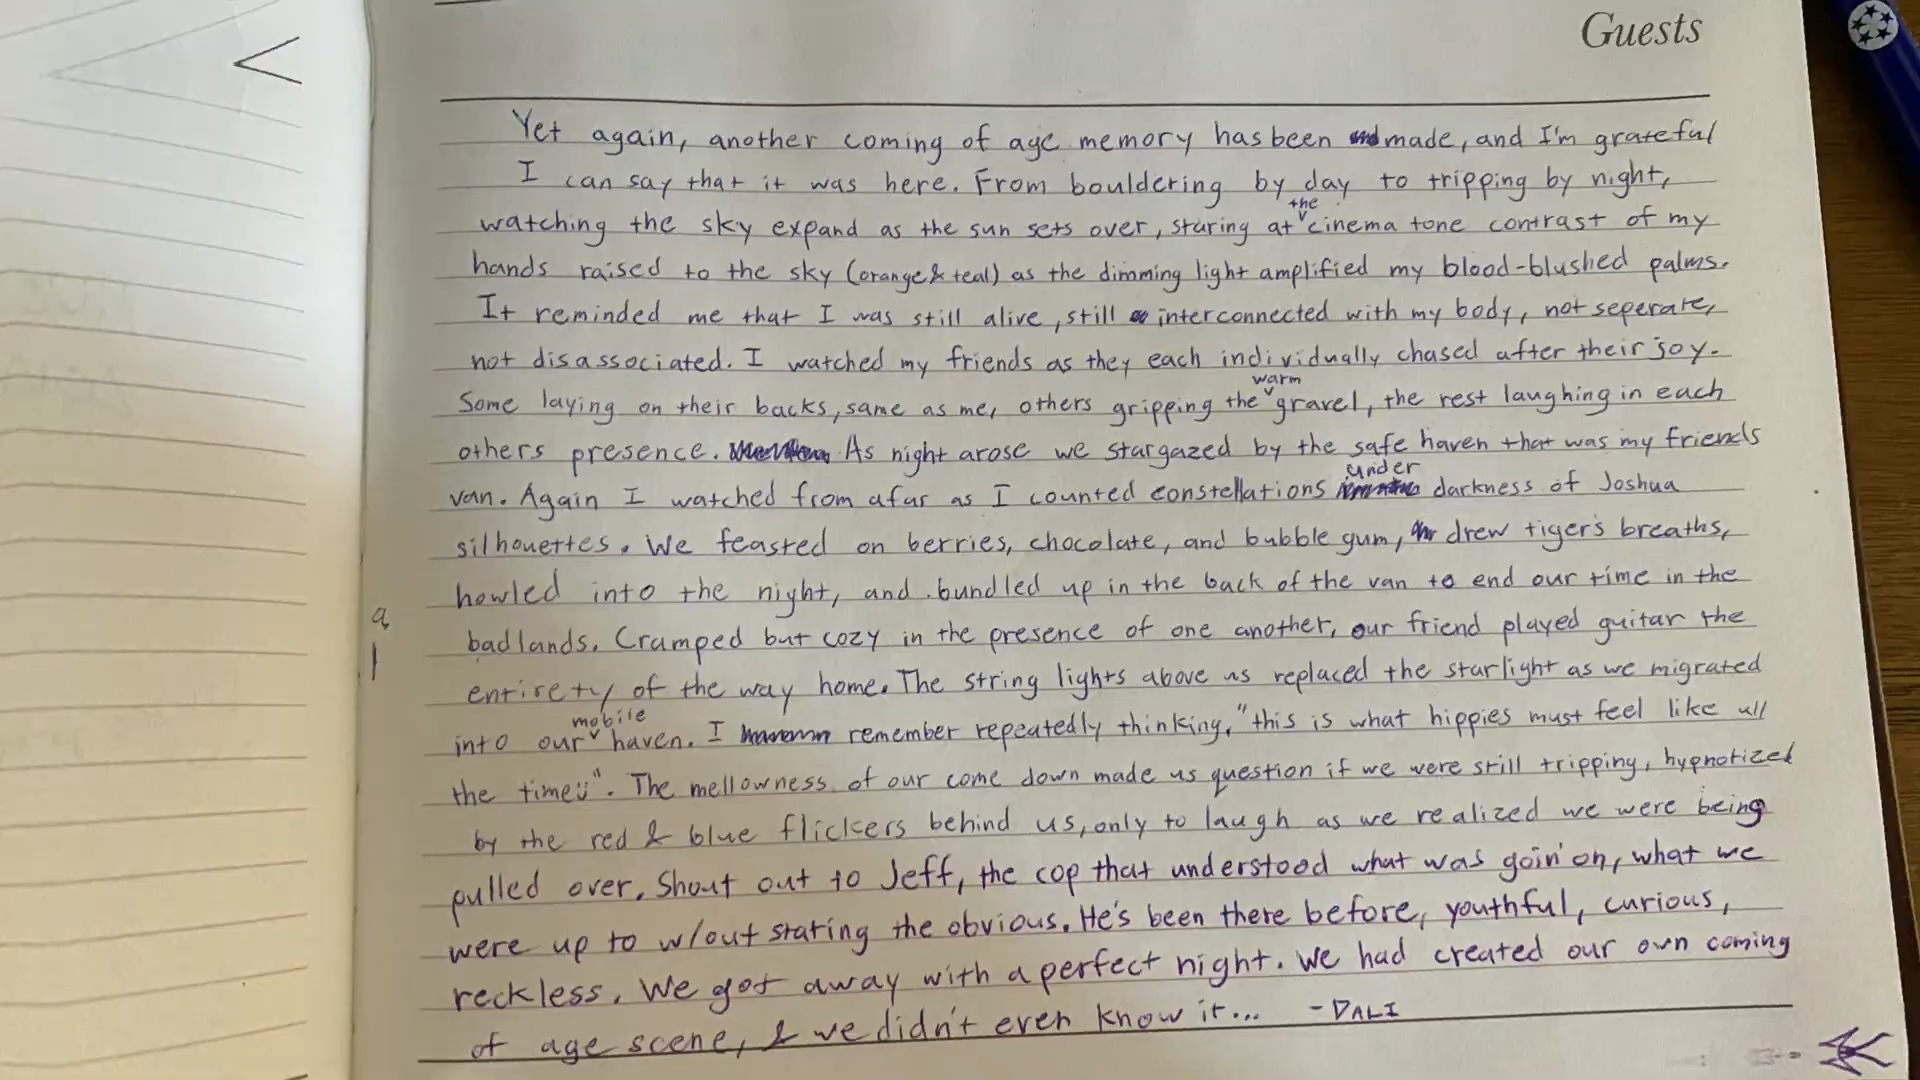 Guests
Yet again, another coming of age memory has been made, and I'm grateful
I can say that it was here. From bouldering by day to tripping by night,
watching the sky expand as the sun sets over, staring at the cinema tone contrast of my
hands raised to the sky (orange & teal) as the dimming light amplified my blood-blushed palms.
It reminded me that I was still alive, still interconnected with my body, not seperate,
not disassociated. I watched my friends as they each individually chased after their joy.
Some laying on their backs, same as me, others gripping the warm gravel, the rest laughing in each
others presence. As night arose we stargazed by the safe haven that was my friends
van. Again I watched from afar as I counted constellations under darkness of Joshua
silhouettes. We feasted on berries, chocolate, and bubble gum, drew tiger's breaths,
howled into the night, and bundled up in the back of the van to end our time in the
badlands. Cramped but cozy in the presence of one another, our friend played guitar the
entirety of the way home. The string lights above us replaced the starlight as we migrated
into our mobile haven. I remember repeatedly thinking, "this is what hippies must feel like all
the time". The mellowness of our come down made us question if we were still tripping, hypnotized
by the red & blue flickers behind us, only to laugh as we realized we were being
pulled over. Shout out to Jeff, the cop that understood what was goin' on, what we
were up to w/out stating the obvious. He's been there before, youthful, curious,
reckless. We got away with a perfect night. We had created our own coming
of age scene, & we didn't even know it... -DALI